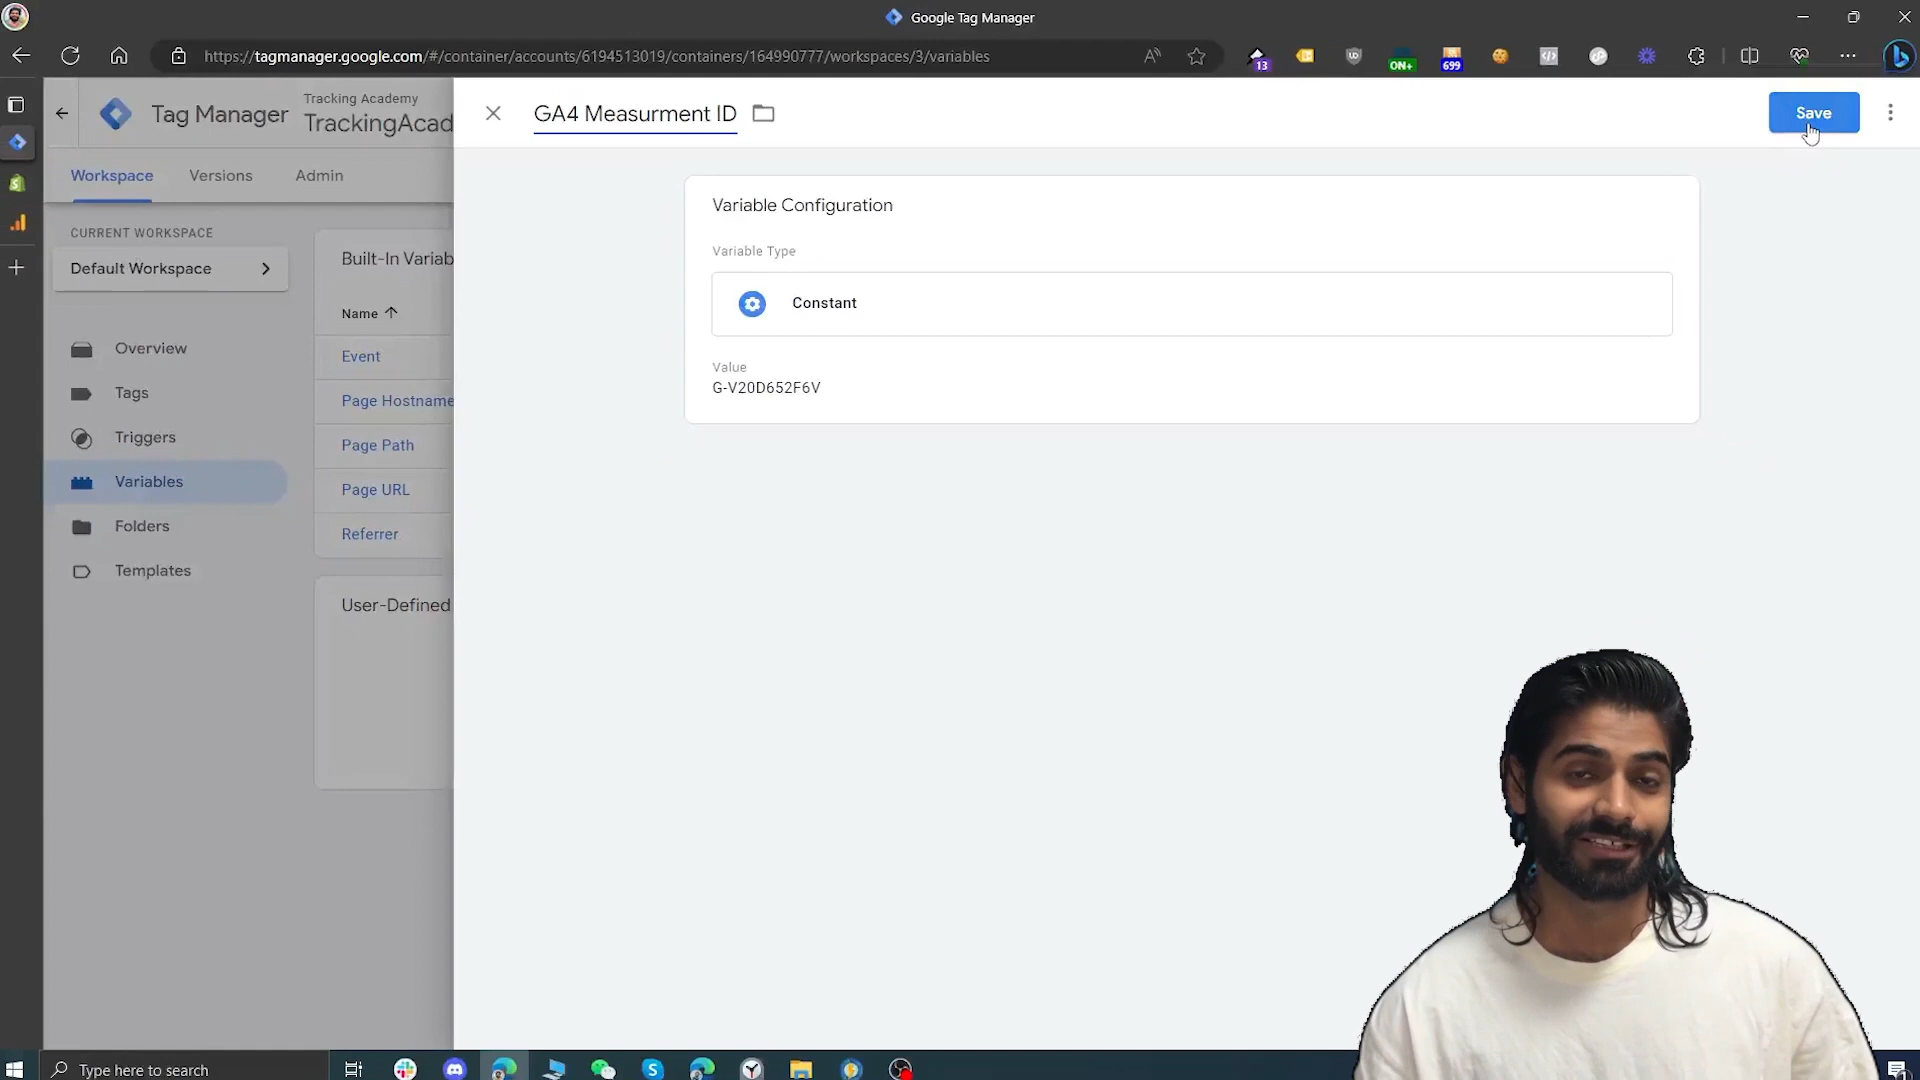 Google Tag Manager
https://tagmanager.google.com/#/container/accounts/6194513019/containers/164990777/workspaces/3/variables
13
ON+
699
Tag Manager
Tracking Academy
TrackingAcad
GA4 Measurment ID
Save
Workspace
Versions
Admin
CURRENT WORKSPACE
Default Workspace
Overview
Tags
Triggers
Variables
Folders
Templates
Built-In Variab
Name
Event
Page Hostname
Page Path
Page URL
Referrer
User-Defined
Variable Configuration
Variable Type
Constant
Value
G-V20D652F6V
Type here to search